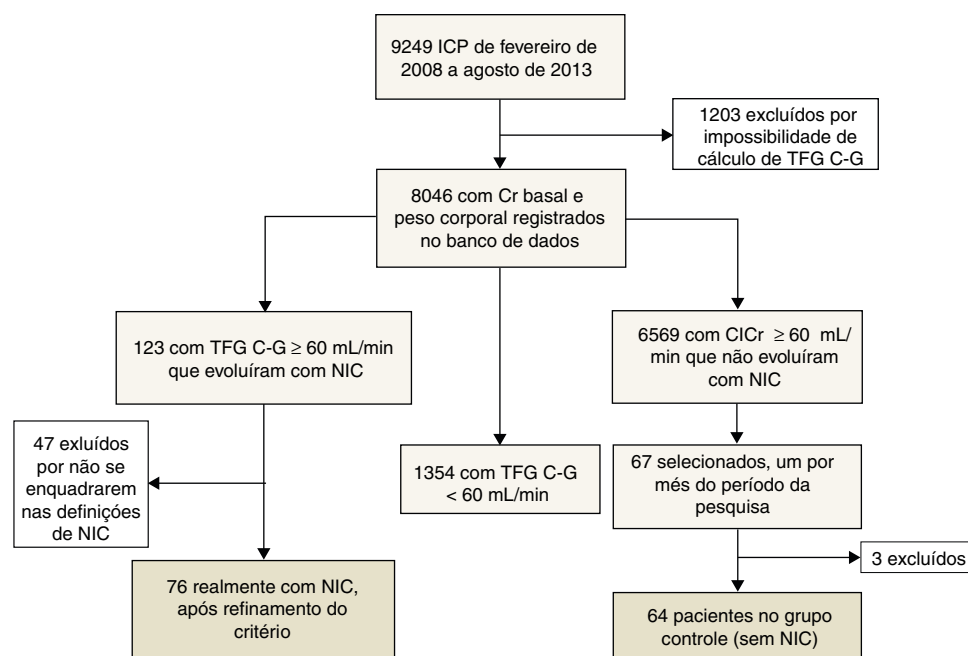 9249 ICP de fevereiro de
2008 a agosto de 2013
1203 excluídos por
impossibilidade de
cálculo de TFG C-G
8046 com Cr basal e
peso corporal registrados
no banco de dados
123 com TFG C-G ≥ 60 mL/min
que evoluíram com NIC
6569 com ClCr ≥ 60 mL/
min que não evoluíram
com NIC
47 exluídos
por não se
enquadrarem
nas definições
de NIC
1354 com TFG C-G
< 60 mL/min
67 selecionados, um por
més do período da
pesquisa
3 excluídos
76 realmente com NIC,
após refinamento do
critério
64 pacientes no grupo
controle (sem NIC)